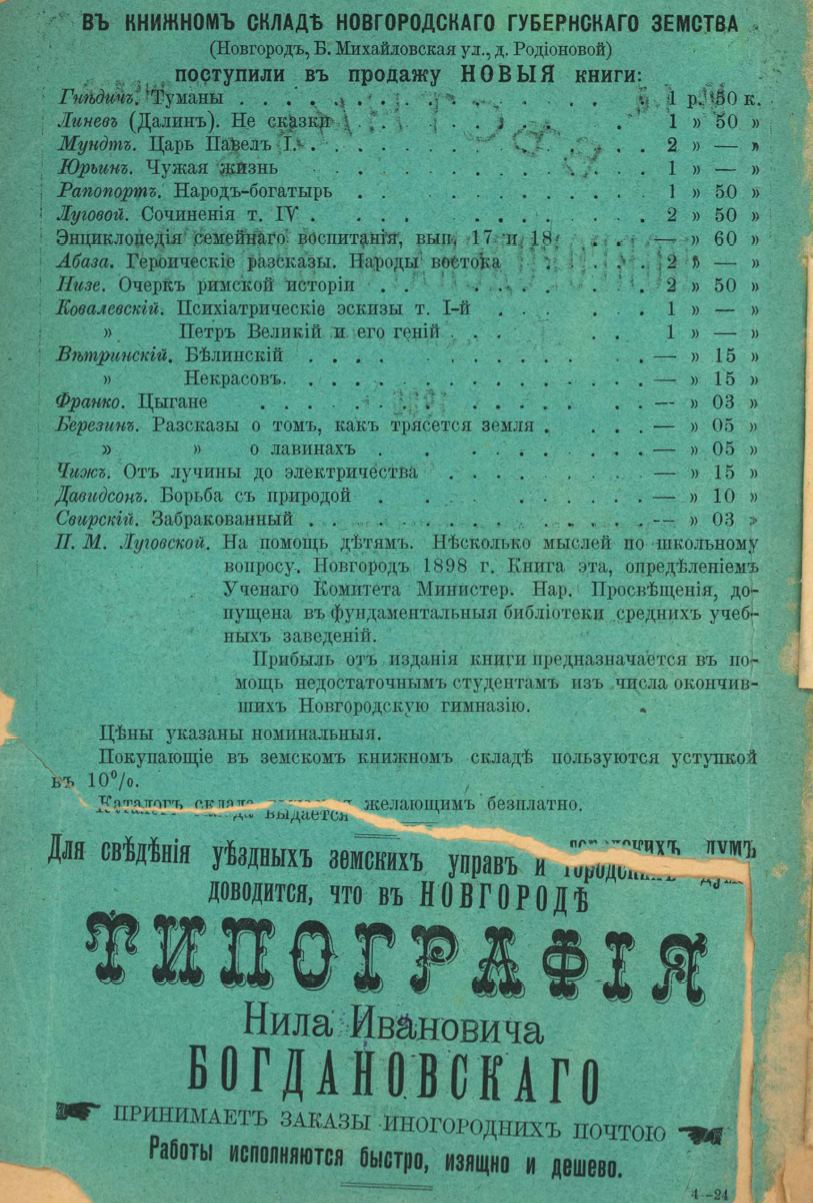 ВЪ КНИЖНОМЪ СКЛАДѢ НОВГОРОДСКАГО ГУБЕРНСКАГО ЗЕМСТВА
(Новгородъ, Б. Михайловская ул., д. Родіоновой)
поступили въ продажу НОВЫЯ книги:
Гнѣдичъ. Туманы . . . . . . . . . . 1 р. 50 к.
Линевъ (Далинъ). Не сказки . . . . . . 1 » 50 »
Мундтъ. Царь Павелъ I. . . . . . . . . 2 » — »
Юрьинъ. Чужая жизнь . . . . . . . . . 1 » — »
Рапопортъ. Народъ-богатырь . . . . . . 1 » 50 »
Луговой. Сочиненія т. IV . . . . . . . . 2 » 50 »
Энциклопедія семейнаго воспитанія, вып. 17 и 18 . . — » 60 »
Абаза. Героическіе разсказы. Народы востока . . . . 2 » — »
Низе. Очеркъ римской исторіи . . . . . . . 2 » 50 »
Ковалевскій. Психіатрическіе эскизы т. I-й . . . . 1 » — »
» Петръ Великій и его геній . . . . . 1 » — »
Вѣтринскій. Бѣлинскій . . . . . . . . . — » 15 »
» Некрасовъ. . . . . . . . . . — » 15 »
Франко. Цыгане . . . . . . . . . . — » 03 »
Березинъ. Разсказы о томъ, какъ трясется земля . . . . — » 05 »
» » о лавинахъ . . . . . . . — » 05 »
Чижъ. Отъ лучины до электричества . . . . . . — » 15 »
Давидсонъ. Борьба съ природой . . . . . . . — » 10 »
Свирскій. Забракованный . . . . . . . . . — » 03 »
П. М. Луговской. На помощь дѣтямъ. Нѣсколько мыслей по школьному
вопросу. Новгородъ 1898 г. Книга эта, опредѣленіемъ
Ученаго Комитета Министер. Нар. Просвѣщенія, до-
пущена въ фундаментальныя библіотеки среднихъ учеб-
ныхъ заведеній.
Прибыль отъ изданія книги предназначается въ по-
мощь недостаточнымъ студентамъ изъ числа окончив-
шихъ Новгородскую гимназію.
Цѣны указаны номинальныя.
Покупающіе въ земскомъ книжномъ складѣ пользуются уступкой
въ 10%.
Каталогъ склада выдается желающимъ безплатно.
Для свѣдѣнія уѣздныхъ земскихъ управъ и городскихъ думъ
доводится, что въ НОВГОРОДѢ
ТИПОГРАФІЯ
Нила Ивановича
БОГДАНОВСКАГО
ПРИНИМАЕТЪ ЗАКАЗЫ ИНОГОРОДНИХЪ ПОЧТОЮ
Работы исполняются быстро, изящно и дешево.
4—24